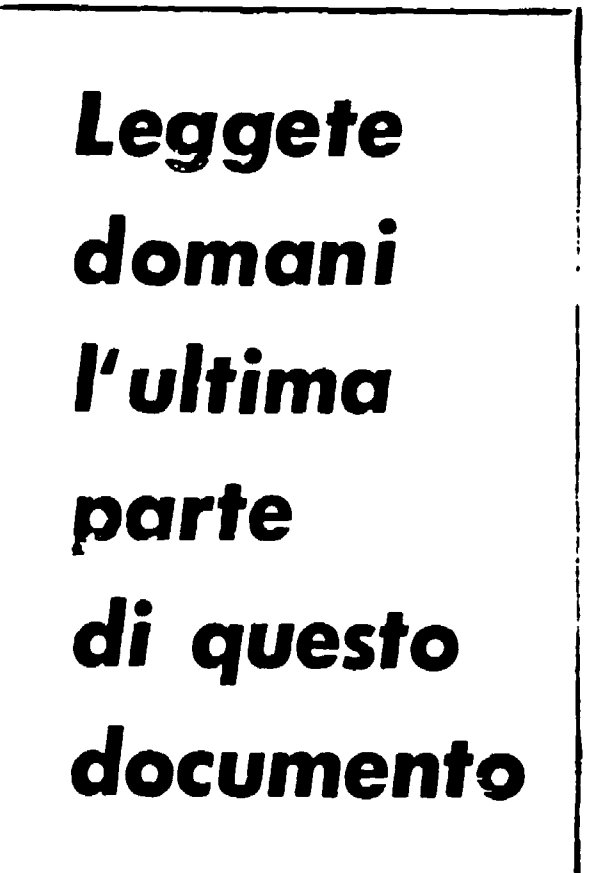 Leggete
domani
l'ultima
parte
di questo
documento